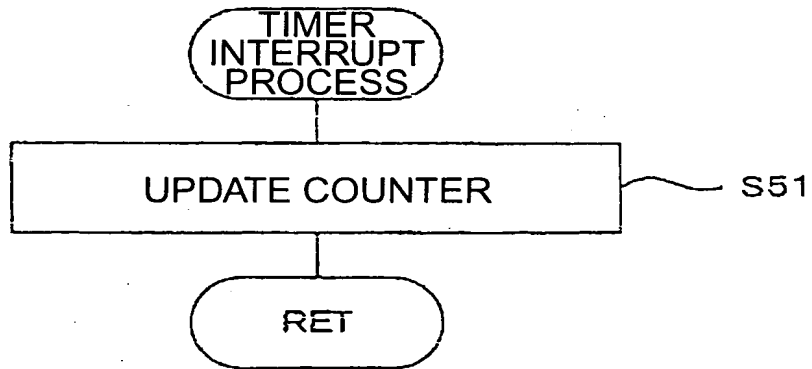 TIMER
INTERRUPT
PROCESS
UPDATE COUNTER
S51
RET